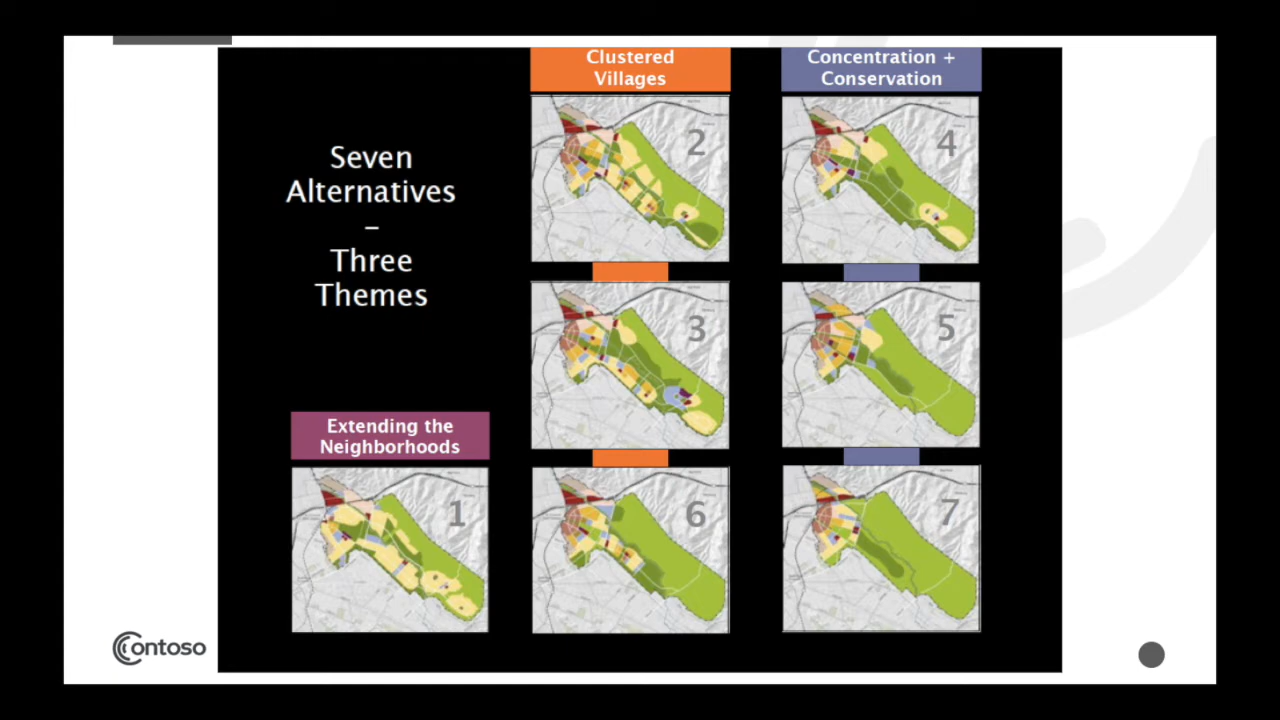 Seven
Alternatives
–
Three
Themes
Extending the
Neighborhoods
1
Clustered
Villages
2
3
6
Concentration +
Conservation
4
5
7
Contoso